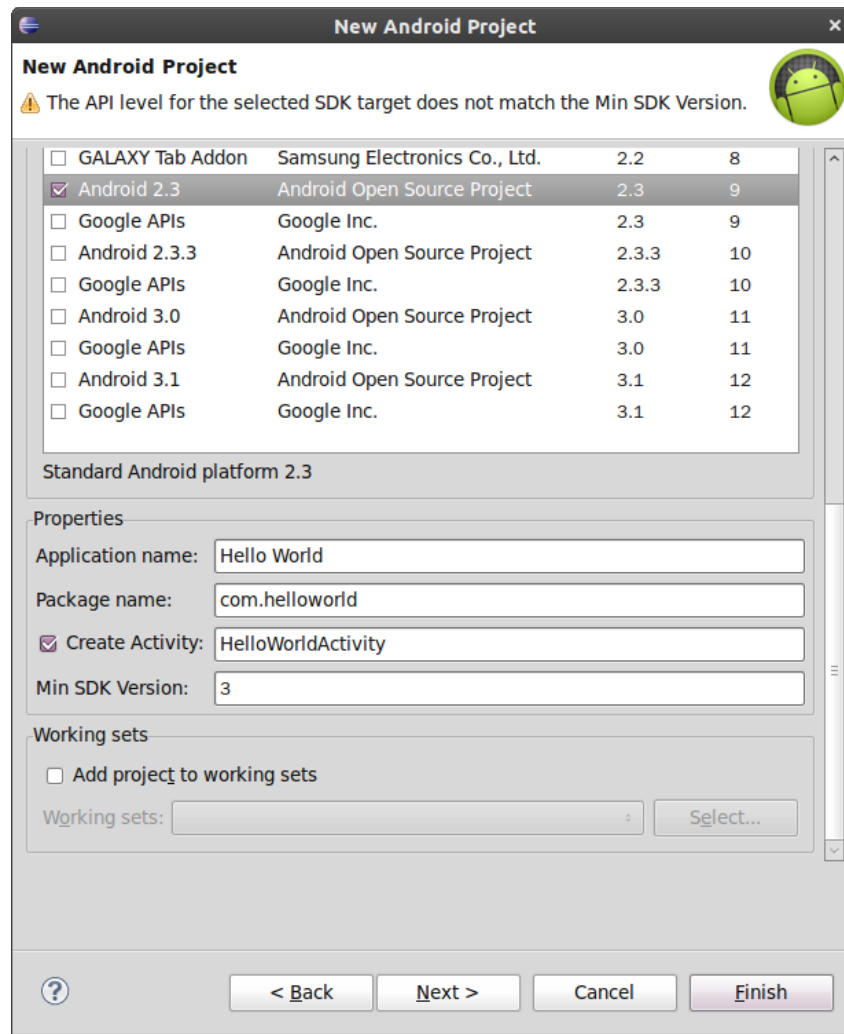 New Android Project
New Android Project
The API level for the selected SDK target does not match the Min SDK Version.
GALAXY Tab Addon Samsung Electronics Co., Ltd. 2.2 8
Android 2.3 Android Open Source Project 2.3 9
Google APIs Google Inc. 2.3 9
Android 2.3.3 Android Open Source Project 2.3.3 10
Google APIs Google Inc. 2.3.3 10
Android 3.0 Android Open Source Project 3.0 11
Google APIs Google Inc. 3.0 11
Android 3.1 Android Open Source Project 3.1 12
Google APIs Google Inc. 3.1 12
Standard Android platform 2.3
Properties
Application name: Hello World
Package name: com.helloworld
Create Activity: HelloWorldActivity
Min SDK Version: 3
Working sets
Add project to working sets
Working sets: Select...
? < Back Next > Cancel Finish